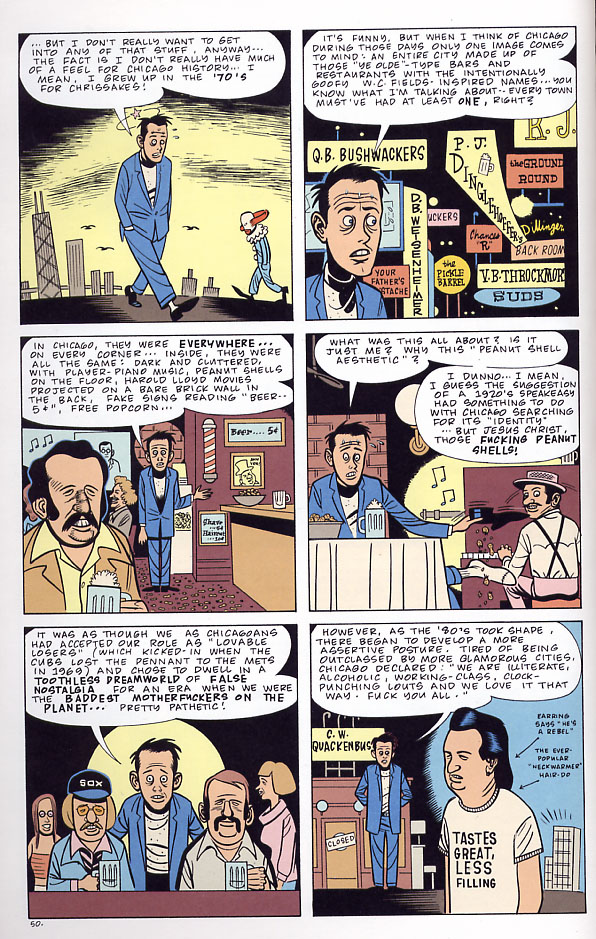 ... BUT I DON'T REALLY WANT TO GET
INTO ANY OF THAT STUFF, ANYWAY---
THE FACT IS I DON'T REALLY HAVE MUCH
OF A FEEL FOR CHICAGO HISTORY... I
MEAN, I GREW UP IN THE '70'S
FOR CHRISSAKES!
IT'S FUNNY, BUT WHEN I THINK OF CHICAGO
DURING THOSE DAYS ONLY ONE IMAGE COMES
TO MIND: AN ENTIRE CITY MADE UP OF
THOSE "YE OLDE"-TYPE BARS AND
RESTAURANTS WITH THE INTENTIONALLY
GOOFY W.C. FIELDS-INSPIRED NAMES...YOU
KNOW WHAT I'M TALKING ABOUT-- EVERY TOWN
MUST'VE HAD AT LEAST ONE, RIGHT?
R.J.
Q.B. BUSHWACKERS
P.J.
DINGLEHOFFER'S
the GROUND
ROUND
D.B. WEISENHEIMER
UCKERS
Chances
"R"
Dillinger
BACK ROOM
YOUR
FATHER'S
STACHE
the
PICKLE
BARREL
V.B. THROCKMOR
SUDS
IN CHICAGO, THEY WERE EVERYWHERE...
ON EVERY CORNER... INSIDE, THEY WERE
ALL THE SAME: DARK AND CLUTTERED,
WITH PLAYER-PIANO MUSIC, PEANUT SHELLS
ON THE FLOOR, HAROLD LLOYD MOVIES
PROJECTED ON A BARE BRICK WALL IN
THE BACK, FAKE SIGNS READING "BEER--
5¢", FREE POPCORN...
Beer.... 5¢
Shave
Haircut
WHAT WAS THIS ALL ABOUT? IS IT
JUST ME? WHY THIS "PEANUT SHELL
AESTHETIC"?
I DUNNO... I MEAN,
I GUESS THE SUGGESTION
OF A 1920'S SPEAKEASY
HAD SOMETHING TO DO
WITH CHICAGO SEARCHING
FOR ITS "IDENTITY"
... BUT JESUS CHRIST,
THOSE FUCKING PEANUT
SHELLS!
IT WAS AS THOUGH WE AS CHICAGOANS
HAD ACCEPTED OUR ROLE AS "LOVABLE
LOSERS" (WHICH KICKED-IN WHEN THE
CUBS LOST THE PENNANT TO THE METS
IN 1969) AND CHOSE TO DWELL IN A
TOOTHLESS DREAMWORLD OF FALSE
NOSTALGIA FOR AN ERA WHEN WE WERE
THE BADDEST MOTHERFUCKERS ON THE
PLANET... PRETTY PATHETIC!
SOX
HOWEVER, AS THE '80'S TOOK SHAPE,
THERE BEGAN TO DEVELOP A MORE
ASSERTIVE POSTURE. TIRED OF BEING
OUTCLASSED BY MORE GLAMOROUS CITIES,
CHICAGO DECLARED: "WE ARE ILLITERATE,
ALCOHOLIC, WORKING-CLASS, CLOCK-
PUNCHING LOUTS AND WE LOVE IT THAT
WAY. FUCK YOU ALL."
C.W.
QUACKENBUS
CLOSED
EARRING
SAYS "HE'S
A REBEL"
THE EVER-
POPULAR
"NECKWARMER"
HAIR-DO
TASTES
GREAT,
LESS
FILLING
50.